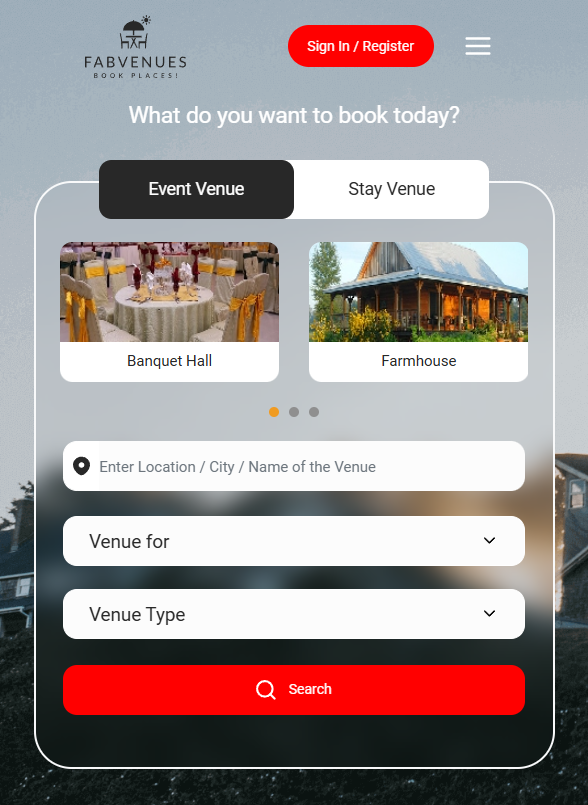 FABVENUES
BOOK PLACES!
Sign In / Register
What do you want to book today?
Event Venue
Stay Venue
Banquet Hall
Farmhouse
Enter Location / City / Name of the Venue
Venue for
Venue Type
Search